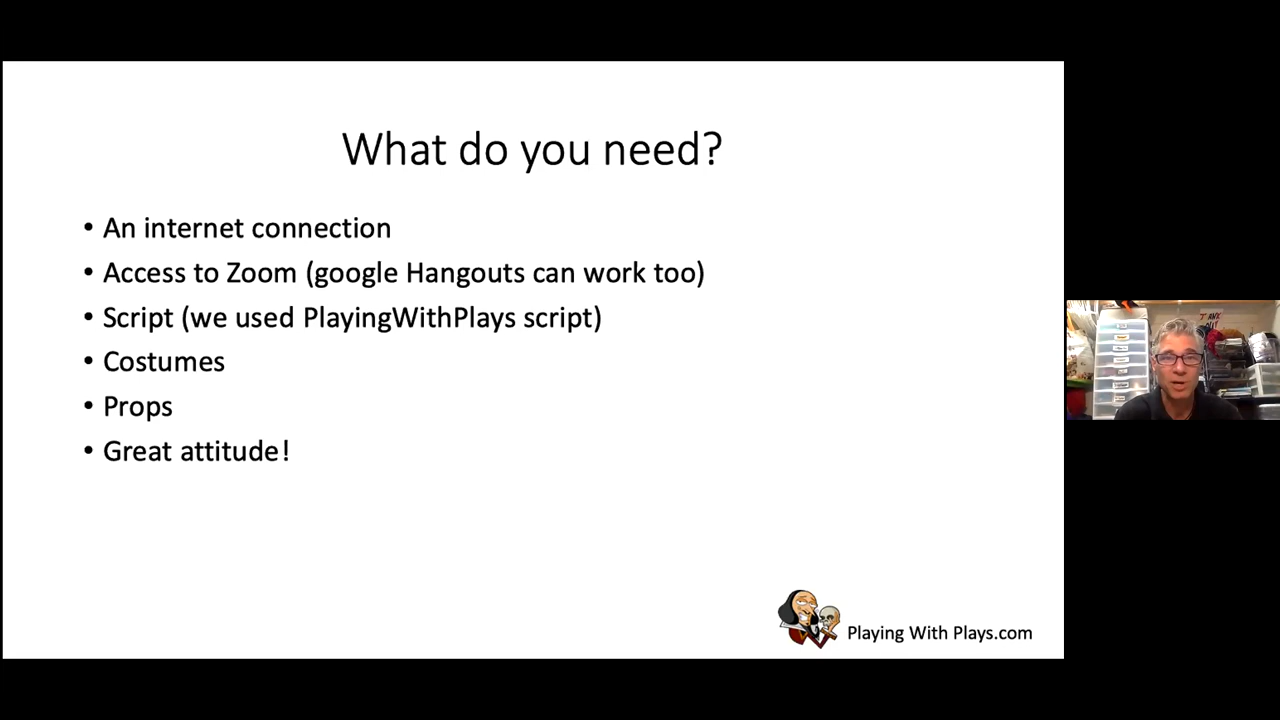 What do you need?
• An internet connection
• Access to Zoom (google Hangouts can work too)
• Script (we used PlayingWithPlays script)
• Costumes
• Props
• Great attitude!
Playing With Plays.com